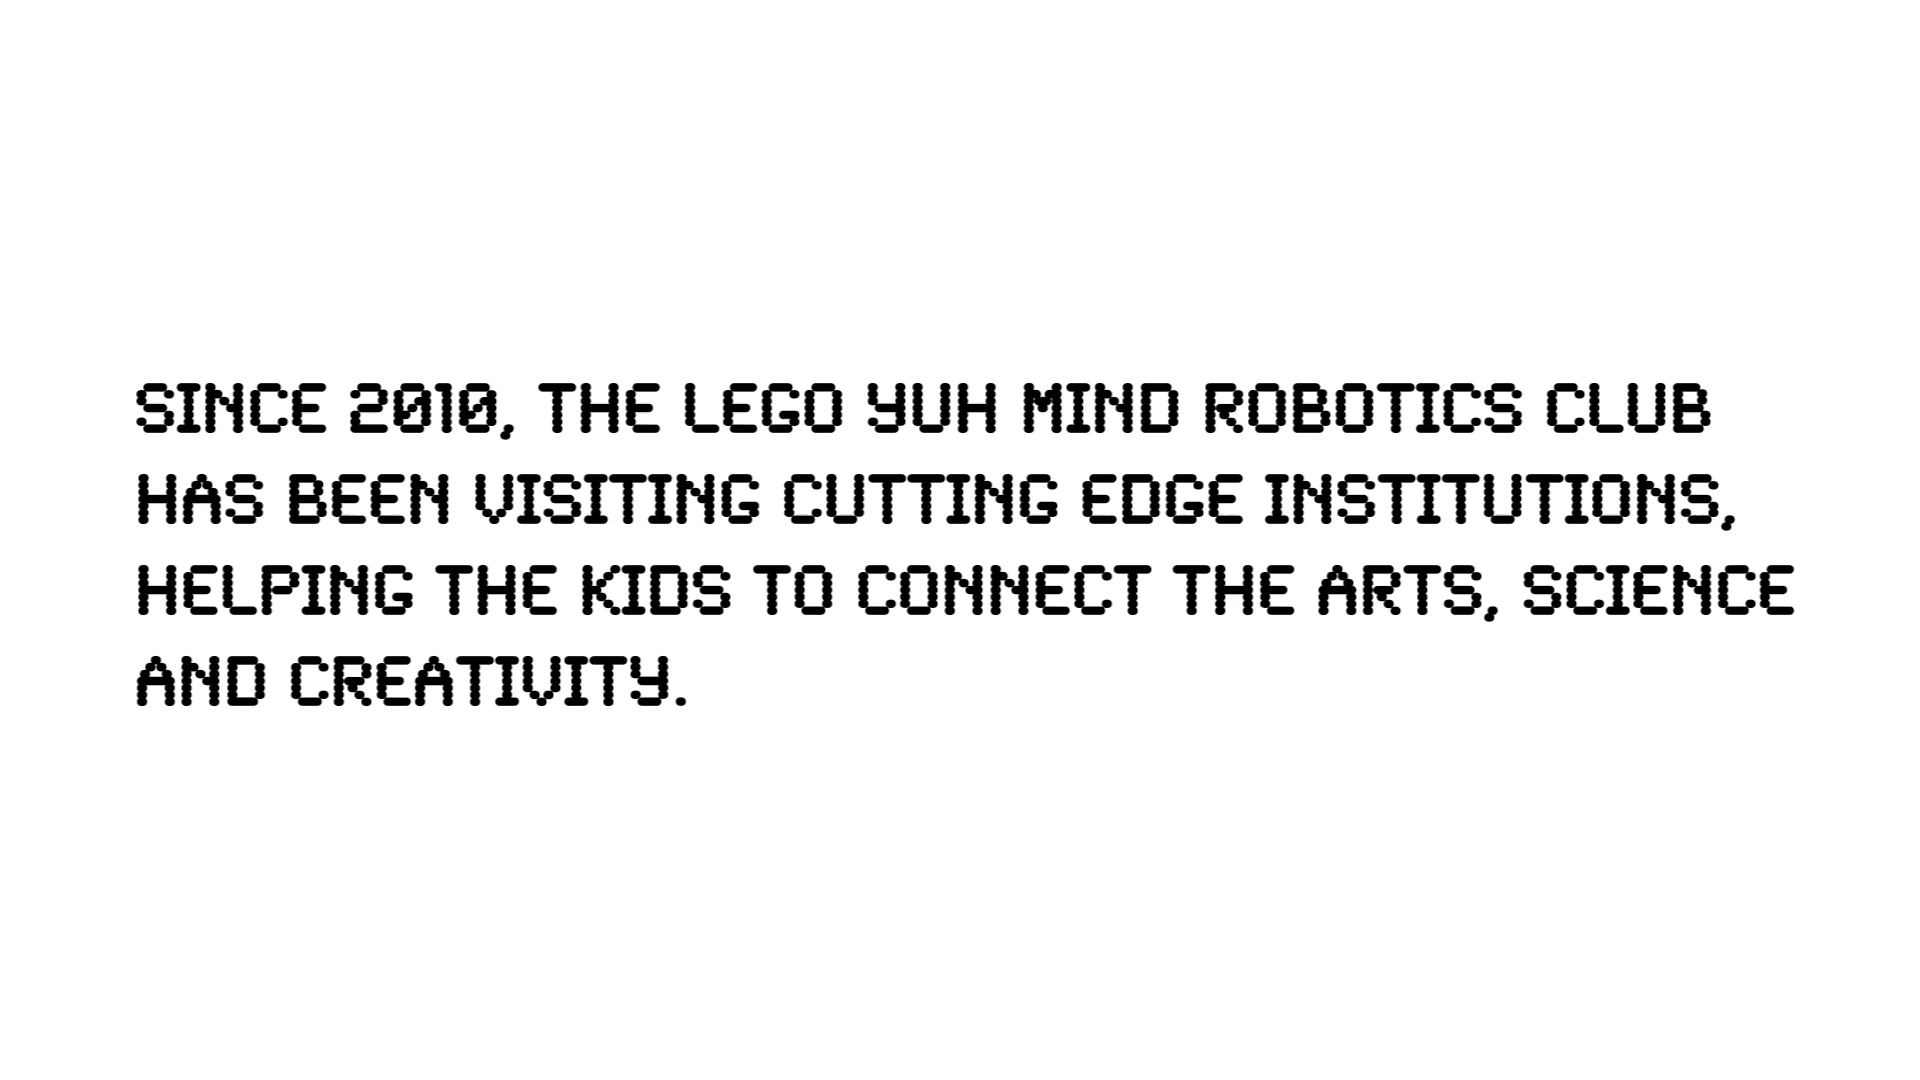 SINCE 2010, THE LEGO YUH MIND ROBOTICS CLUB
HAS BEEN VISITING CUTTING EDGE INSTITUTIONS,
HELPING THE KIDS TO CONNECT THE ARTS, SCIENCE
AND CREATIVITY.